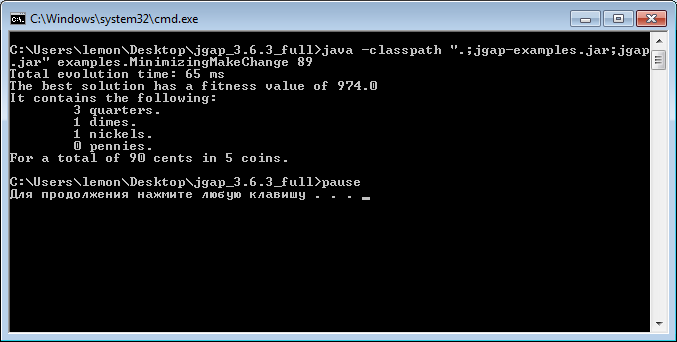 C:\Windows\system32\cmd.exe
C:\Users\lemon\Desktop\jgap_3.6.3_full>java -classpath ".;jgap-examples.jar;jgap
.jar" examples.MinimizingMakeChange 89
Total evolution time: 65 ms
The best solution has a fitness value of 974.0
It contains the following:
3 quarters.
1 dimes.
1 nickels.
0 pennies.
For a total of 90 cents in 5 coins.
C:\Users\lemon\Desktop\jgap_3.6.3_full>pause
Для продолжения нажмите любую клавишу . . . _